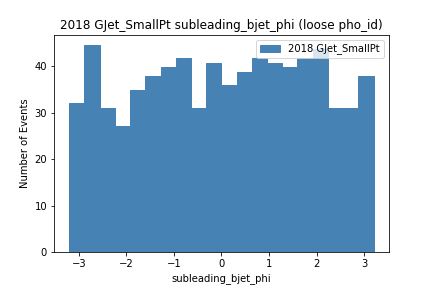 2018 GJet_SmallPt subleading_bjet_phi (loose pho_id)
2018 GJet_SmallPt
Number of Events
40
30
20
10
0
−3 −2 −1 0 1 2 3
subleading_bjet_phi